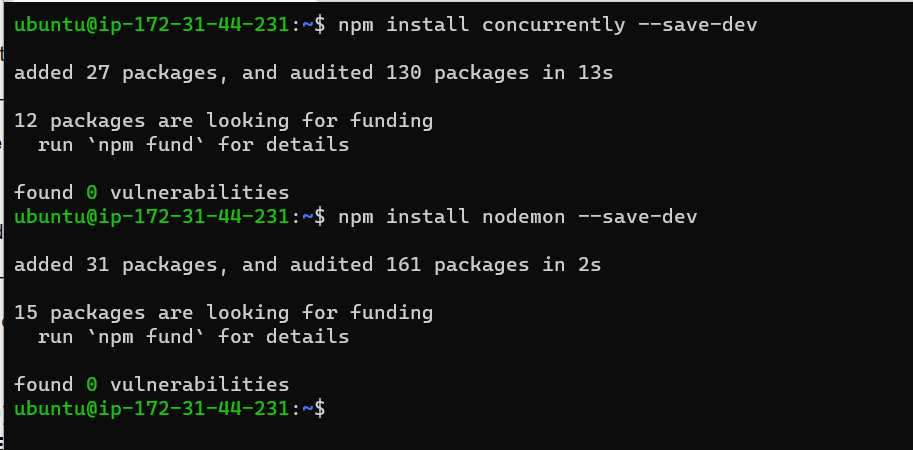 ubuntu@ip-172-31-44-231:~$ npm install concurrently --save-dev
added 27 packages, and audited 130 packages in 13s
12 packages are looking for funding
  run `npm fund` for details
found 0 vulnerabilities
ubuntu@ip-172-31-44-231:~$ npm install nodemon --save-dev
added 31 packages, and audited 161 packages in 2s
15 packages are looking for funding
  run `npm fund` for details
found 0 vulnerabilities
ubuntu@ip-172-31-44-231:~$